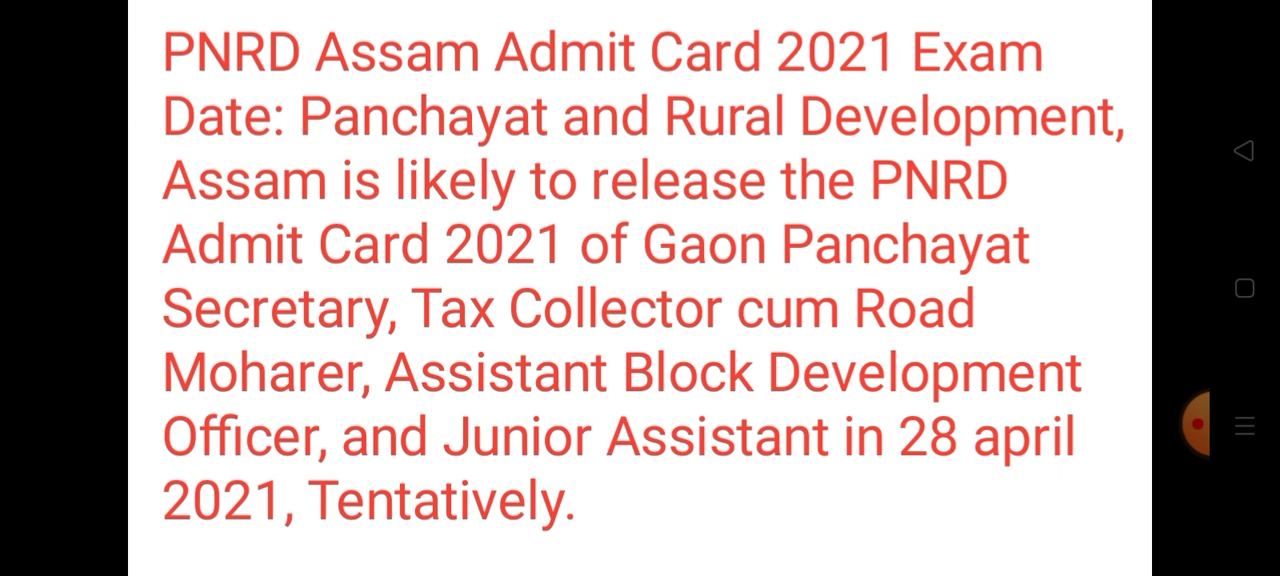 PNRD Assam Admit Card 2021 Exam
Date: Panchayat and Rural Development,
Assam is likely to release the PNRD
Admit Card 2021 of Gaon Panchayat
Secretary, Tax Collector cum Road
Moharer, Assistant Block Development
Officer, and Junior Assistant in 28 april
2021, Tentatively.